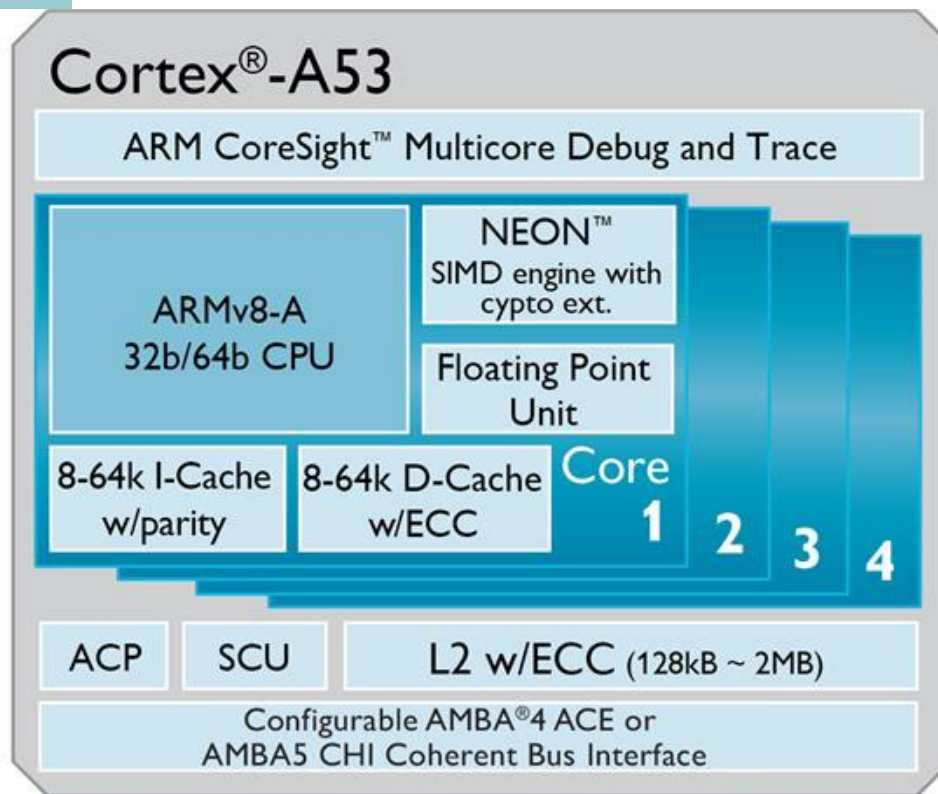 Cortex®-A53
ARM CoreSight™ Multicore Debug and Trace
ARMv8-A
32b/64b CPU
NEON™
SIMD engine with
cypto ext.
Floating Point
Unit
8-64k I-Cache
w/parity
8-64k D-Cache
w/ECC
Core
1
2
3
4
ACP
SCU
L2 w/ECC (128kB ~ 2MB)
Configurable AMBA®4 ACE or
AMBA5 CHI Coherent Bus Interface